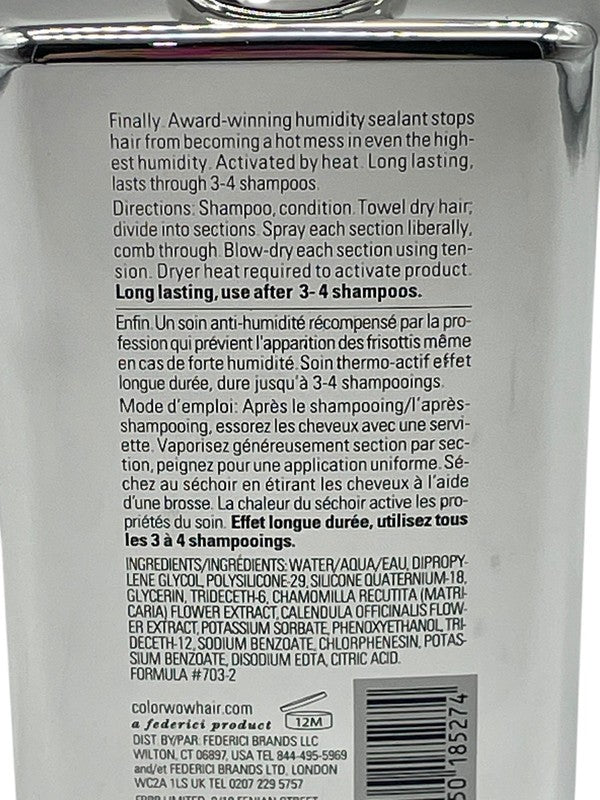 Finally. Award-winning humidity sealant stops
hair from becoming a hot mess in even the high-
est humidity. Activated by heat. Long lasting,
lasts through 3-4 shampoos.
Directions: Shampoo, condition. Towel dry hair;
divide into sections. Spray each section liberally,
comb through. Blow-dry each section using ten-
sion. Dryer heat required to activate product.
Long lasting, use after 3-4 shampoos.
Enfin. Un soin anti-humidité récompensé par la pro-
fession qui prévient l'apparition des frisottis même
en cas de forte humidité. Soin thermo-actif effet
longue durée, dure jusqu'à 3-4 shampooings.
Mode d'emploi: Après le shampooing/l'après-
shampooing, essorez les cheveux avec une servi-
ette. Vaporisez généreusement section par sec-
tion, peignez pour une application uniforme. Sé-
chez au séchoir en étirant les cheveux à l'aide
d'une brosse. La chaleur du séchoir active les pro-
priétés du soin. Effet longue durée, utilisez tous
les 3 à 4 shampooings.
INGREDIENTS/INGRÉDIENTS: WATER/AQUA/EAU, DIPROPY-
LENE GLYCOL, POLYSILICONE-29, SILICONE QUATERNIUM-18,
GLYCERIN, TRIDECETH-6, CHAMOMILLA RECUTITA (MATRI-
CARIA) FLOWER EXTRACT, CALENDULA OFFICINALIS FLOW-
ER EXTRACT, POTASSIUM SORBATE, PHENOXYETHANOL, TRI-
DECETH-12, SODIUM BENZOATE, CHLORPHENESIN, POTAS-
SIUM BENZOATE, DISODIUM EDTA, CITRIC ACID.
FORMULA #703-2
colorwowhair.com
a federici product
12M
DIST BY/PAR FEDERICI BRANDS LLC
WILTON, CT 06897, USA TEL 844-495-5969
and/et FEDERICI BRANDS LTD. LONDON
WC2A 1LS UK TEL 0207 229 5757
50 185274